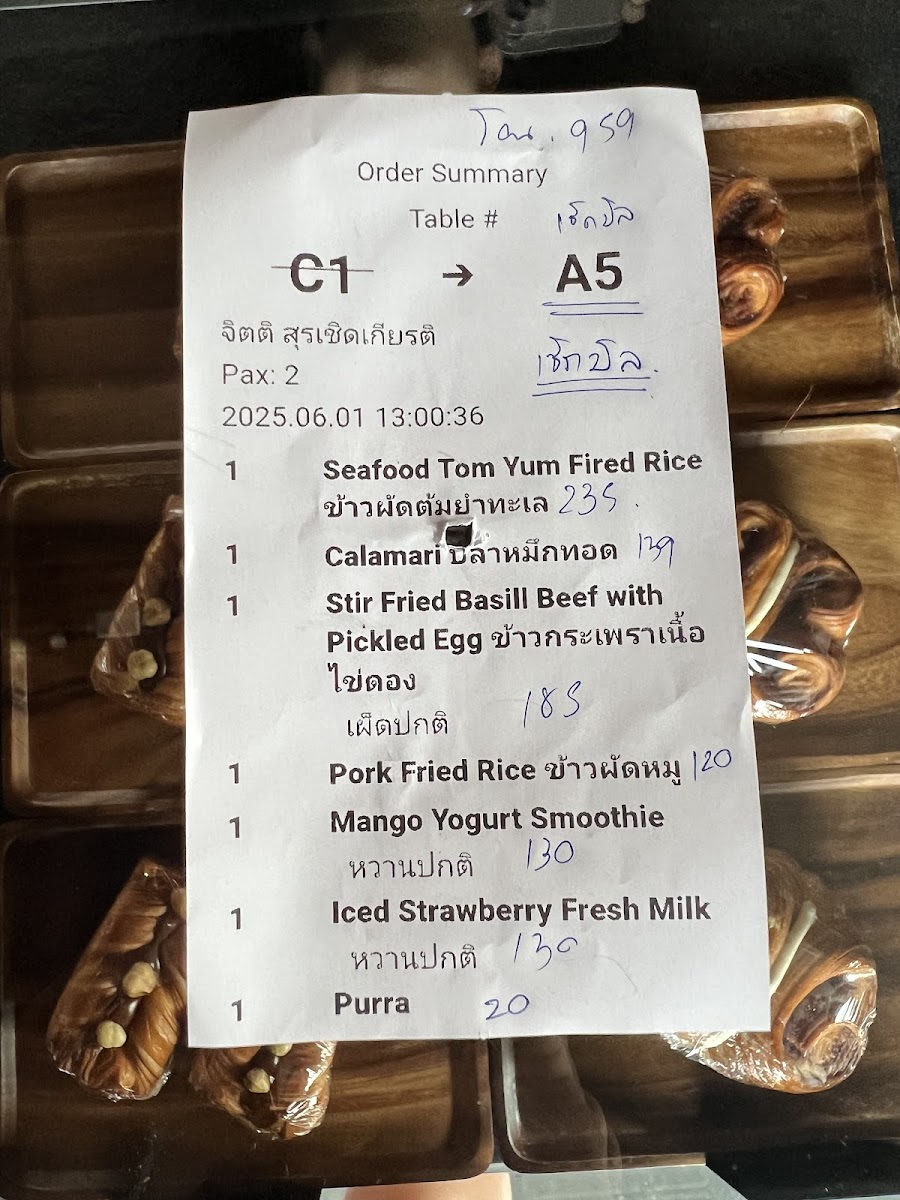 โอน. 959
Order Summary
Table # เช็คบิล
C1 → A5
จิตติ สุรเชิดเกียรติ
Pax: 2 เช็คบิล.
2025.06.01 13:00:36
1 Seafood Tom Yum Fired Rice
ข้าวผัดต้มยำทะเล 235.
1 Calamari ปลาหมึกทอด 139
1 Stir Fried Basill Beef with
Pickled Egg ข้าวกระเพราเนื้อ
ไข่ดอง
เผ็ดปกติ 185
1 Pork Fried Rice ข้าวผัดหมู 120
1 Mango Yogurt Smoothie
หวานปกติ 130
1 Iced Strawberry Fresh Milk
หวานปกติ 130
1 Purra 20